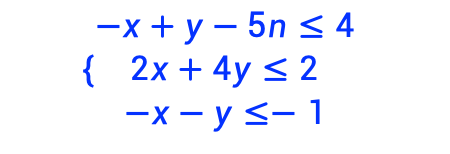 −x + y − 5n ≤ 4
{ 2x + 4y ≤ 2
−x − y ≤− 1